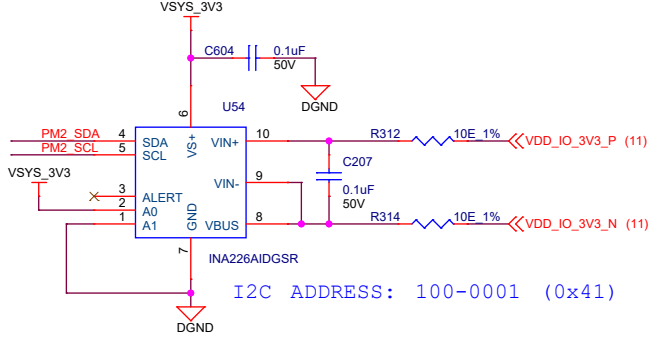 VSYS_3V3
C604 0.1uF
50V
DGND
U54
6
PM2_SDA 4 SDA VS+ VIN+ 10 R312 10E_1% VDD_IO_3V3_P (11)
PM2_SCL 5 SCL
C207
VSYS_3V3 VIN- 9
0.1uF
50V
3 ALERT
2 A0 GND
1 A1 VBUS 8 R314 10E_1% VDD_IO_3V3_N (11)
7
INA226AIDGSR
I2C ADDRESS: 100-0001 (0x41)
DGND